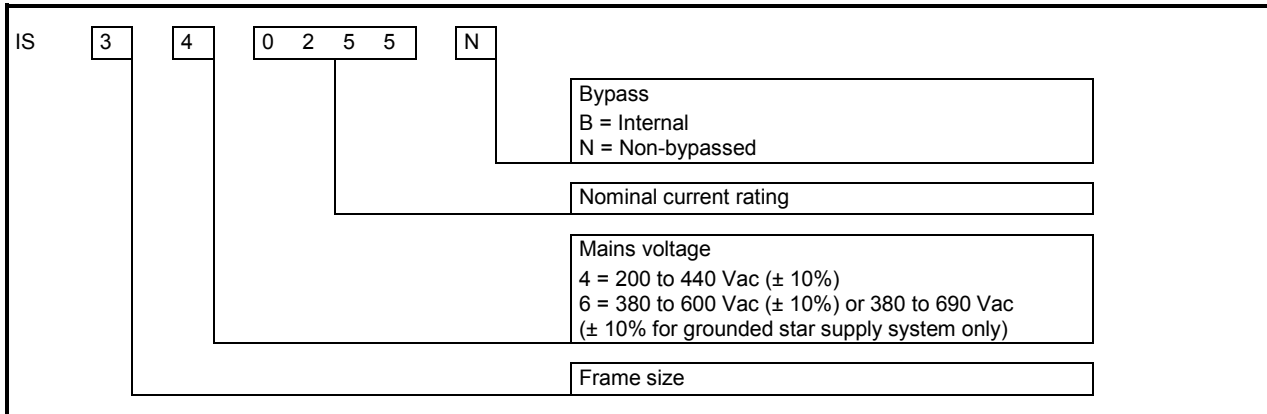 IS 3 4 0 2 5 5 N
Bypass
B = Internal
N = Non-bypassed
Nominal current rating
Mains voltage
4 = 200 to 440 Vac (± 10%)
6 = 380 to 600 Vac (± 10%) or 380 to 690 Vac
(± 10% for grounded star supply system only)
Frame size